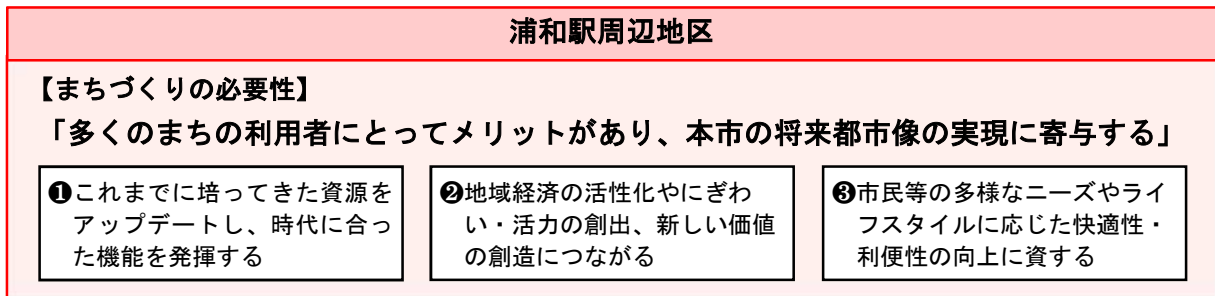 浦和駅周辺地区
【まちづくりの必要性】
「多くのまちの利用者にとってメリットがあり、本市の将来都市像の実現に寄与する」
❶これまでに培ってきた資源を
アップデートし、時代に合っ
た機能を発揮する
❷地域経済の活性化やにぎわ
い・活力の創出、新しい価値
の創造につながる
❸市民等の多様なニーズやライ
フスタイルに応じた快適性・
利便性の向上に資する